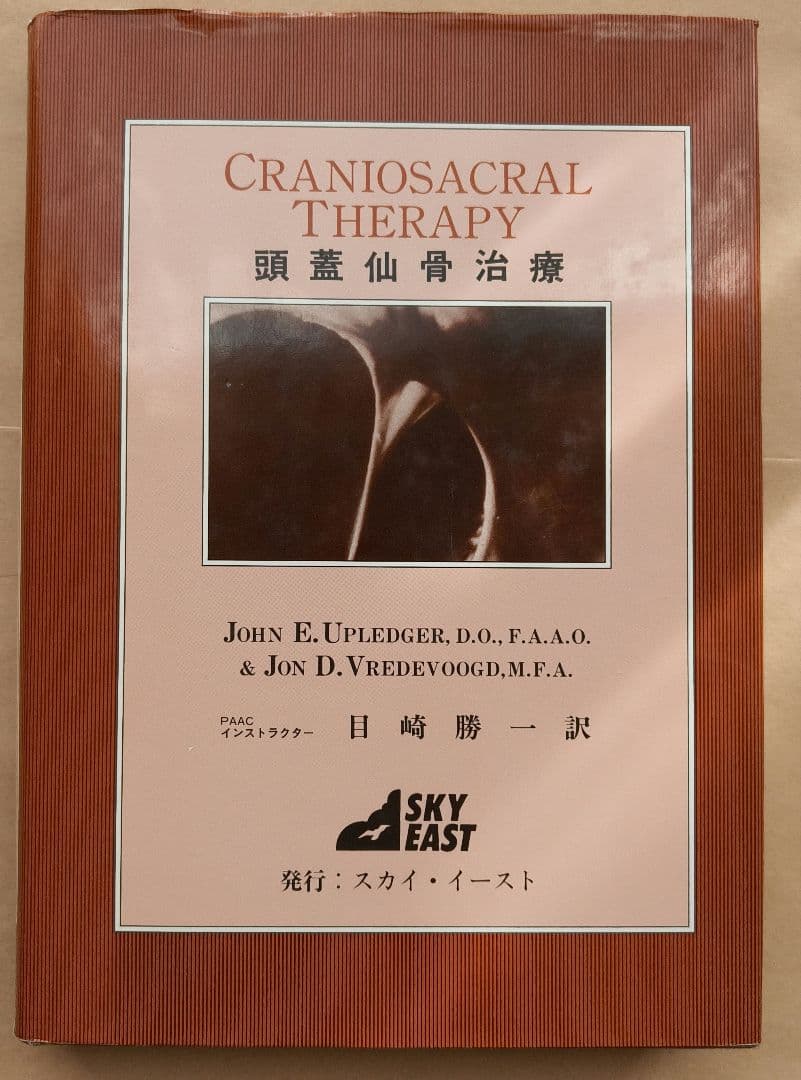 CRANIOSACRAL
THERAPY
頭蓋仙骨治療
JOHN E. UPLEDGER, D.O., F.A.A.O.
& JON D. VREDEVOOGD, M.F.A.
PAAC
インストラクター 目崎勝一訳
SKY
EAST
発行：スカイ・イースト